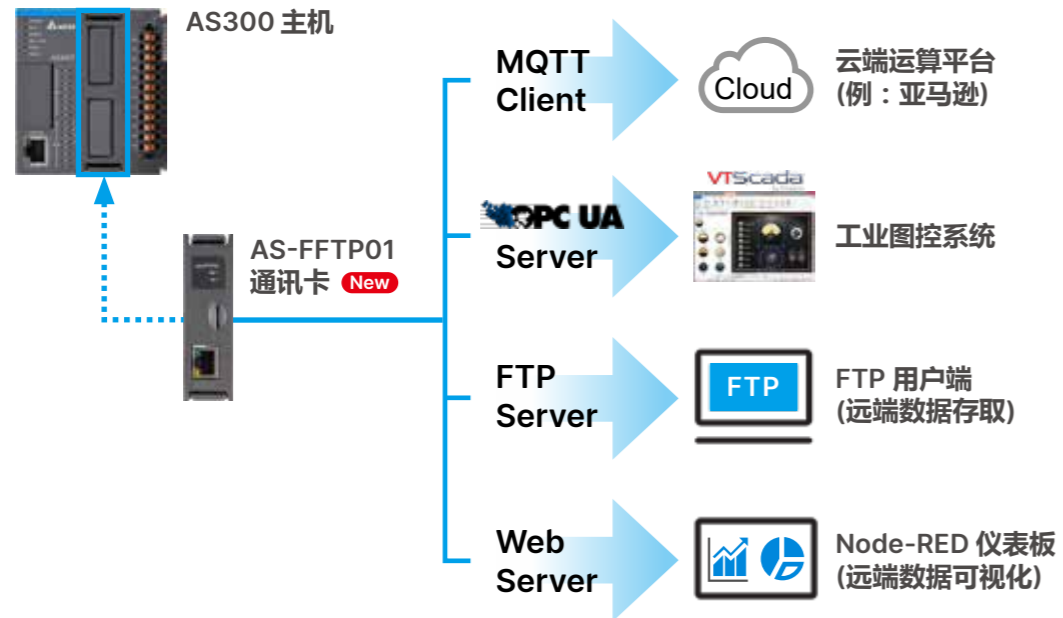 AS300 主机
MQTT
Client
Cloud
云端运算平台
(例：亚马逊)
AS-FFTP01
通讯卡 New
OPC UA
Server
VTScada
工业图控系统
FTP
Server
FTP
FTP 用户端
(远端数据存取)
Web
Server
Node-RED 仪表板
(远端数据可视化)